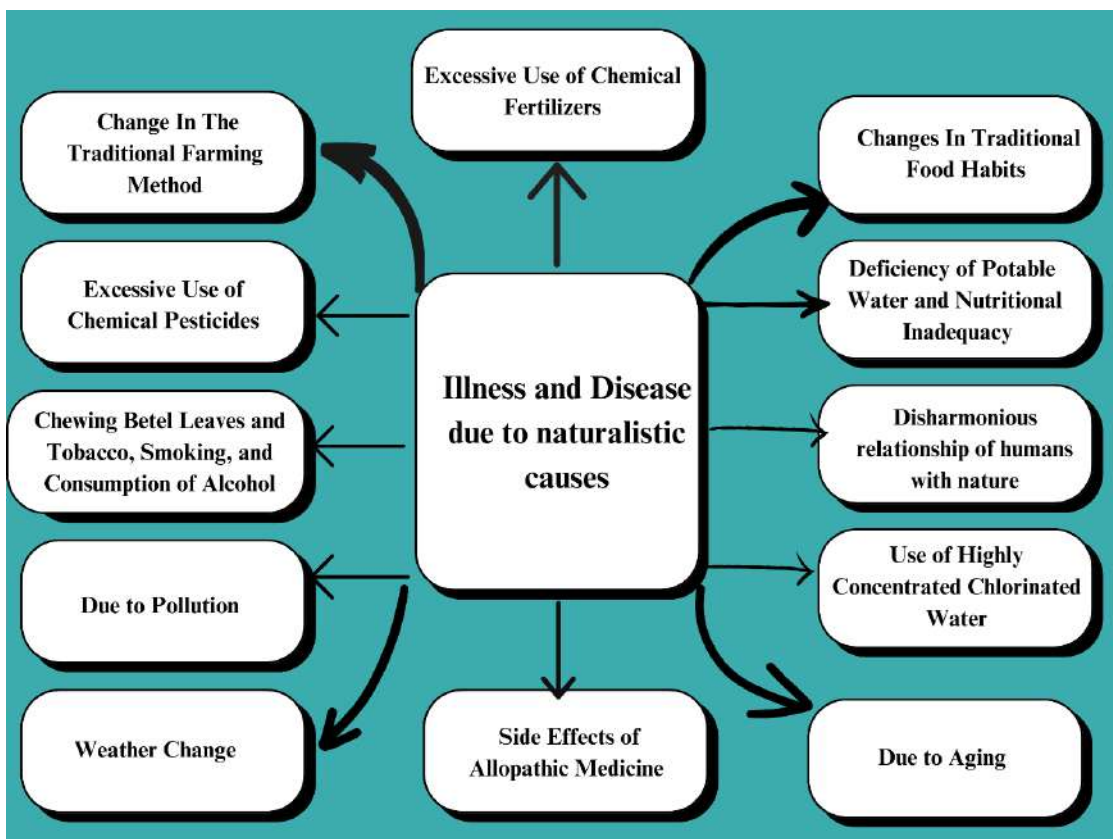 Excessive Use of Chemical
Fertilizers
Change In The
Traditional Farming
Method
Changes In Traditional
Food Habits
Excessive Use of
Chemical Pesticides
Deficiency of Potable
Water and Nutritional
Inadequacy
Illness and Disease
due to naturalistic
causes
Chewing Betel Leaves and
Tobacco, Smoking, and
Consumption of Alcohol
Disharmonious
relationship of humans
with nature
Due to Pollution
Use of Highly
Concentrated Chlorinated
Water
Weather Change
Side Effects of
Allopathic Medicine
Due to Aging